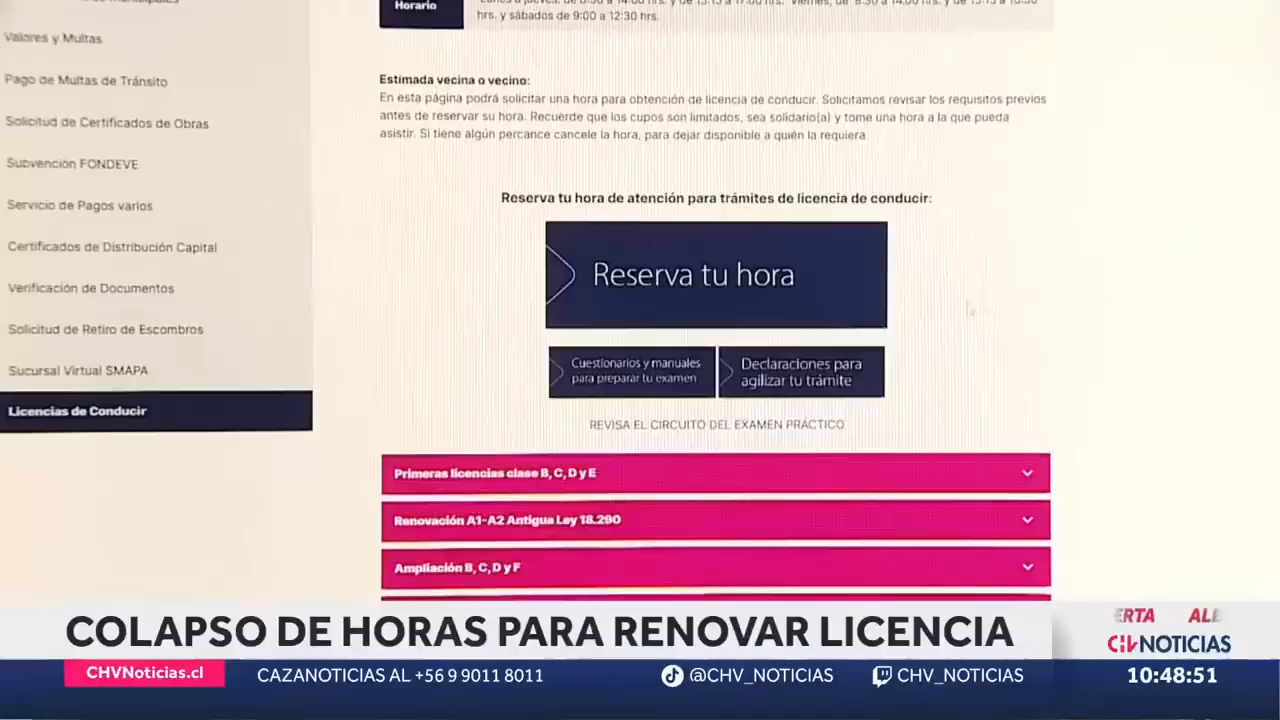 Valores y Multas
Pago de Multas de Tránsito
Solicitud de Certificados de Obras
Subvención FONDEVE
Servicio de Pagos varios
Certificados de Distribución Capital
Verificación de Documentos
Solicitud de Retiro de Escombros
Sucursal Virtual SMAPA
Licencias de Conducir
Horario
hrs. y sábados de 9:00 a 12:30 hrs.
Estimada vecina o vecino:
En esta página podrá solicitar una hora para obtención de licencia de conducir. Solicitamos revisar los requisitos previos
antes de reservar su hora. Recuerde que los cupos son limitados, sea solidario(a) y tome una hora a la que pueda
asistir. Si tiene algún percance cancele la hora, para dejar disponible a quién la requiera
Reserva tu hora de atención para trámites de licencia de conducir:
Reserva tu hora
Cuestionarios y manuales
para preparar tu examen
Declaraciones para
agilizar tu trámite
REVISA EL CIRCUITO DEL EXAMEN PRÁCTICO
Primeras licencias clase B, C, D y E
Renovación A1-A2 Antigua Ley 18.290
Ampliación B, C, D y F
COLAPSO DE HORAS PARA RENOVAR LICENCIA
ERTA ALE
CHV NOTICIAS
CHVNoticias.cl
CAZANOTICIAS AL +56 9 9011 8011
@CHV_NOTICIAS
CHV_NOTICIAS
10:48:51